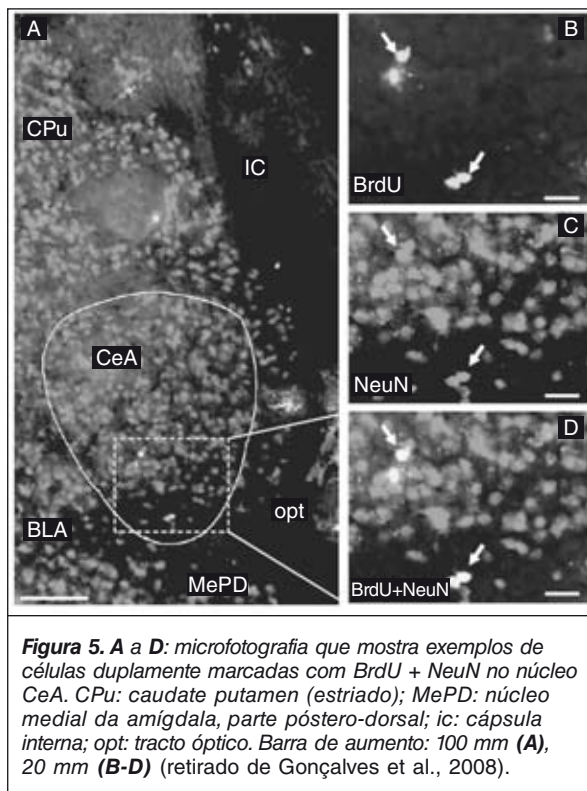 A
CPu
IC
CeA
BLA
opt
MePD
B
BrdU
C
NeuN
D
BrdU+NeuN
Figura 5. A a D: microfotografia que mostra exemplos de
células duplamente marcadas com BrdU + NeuN no núcleo
CeA. CPu: caudate putamen (estriado); MePD: núcleo
medial da amígdala, parte póstero-dorsal; ic: cápsula
interna; opt: tracto óptico. Barra de aumento: 100 mm (A),
20 mm (B-D) (retirado de Gonçalves et al., 2008).